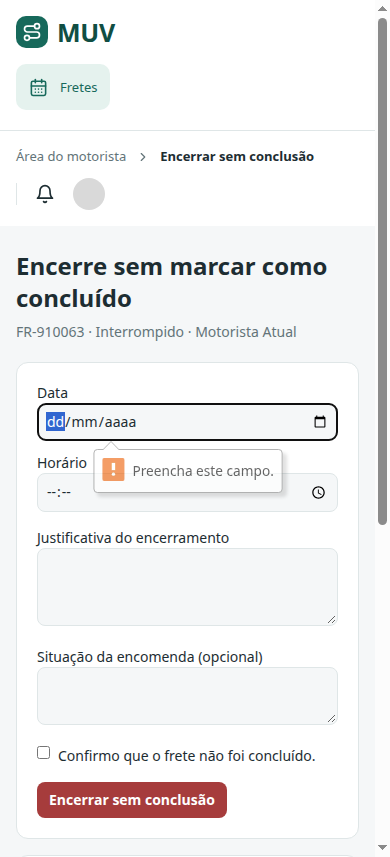 MUV
Fretes
Área do motorista > Encerrar sem conclusão
Encerre sem marcar como
concluído
FR-910063 · Interrompido · Motorista Atual
Data
dd/mm/aaaa
Preencha este campo.
Horário
--:--
Justificativa do encerramento
Situação da encomenda (opcional)
Confirmo que o frete não foi concluído.
Encerrar sem conclusão